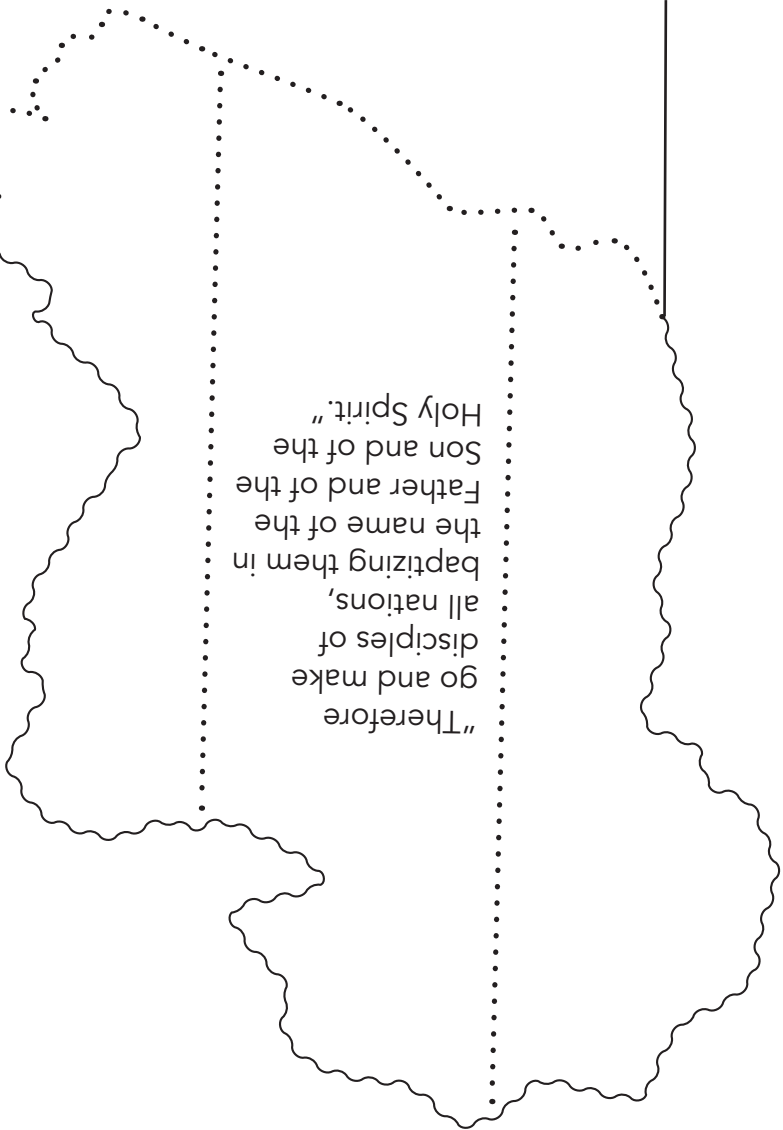 “Therefore
go and make
disciples of
all nations,
baptizing them in
the name of the
Father and of the
Son and of the
Holy Spirit.”